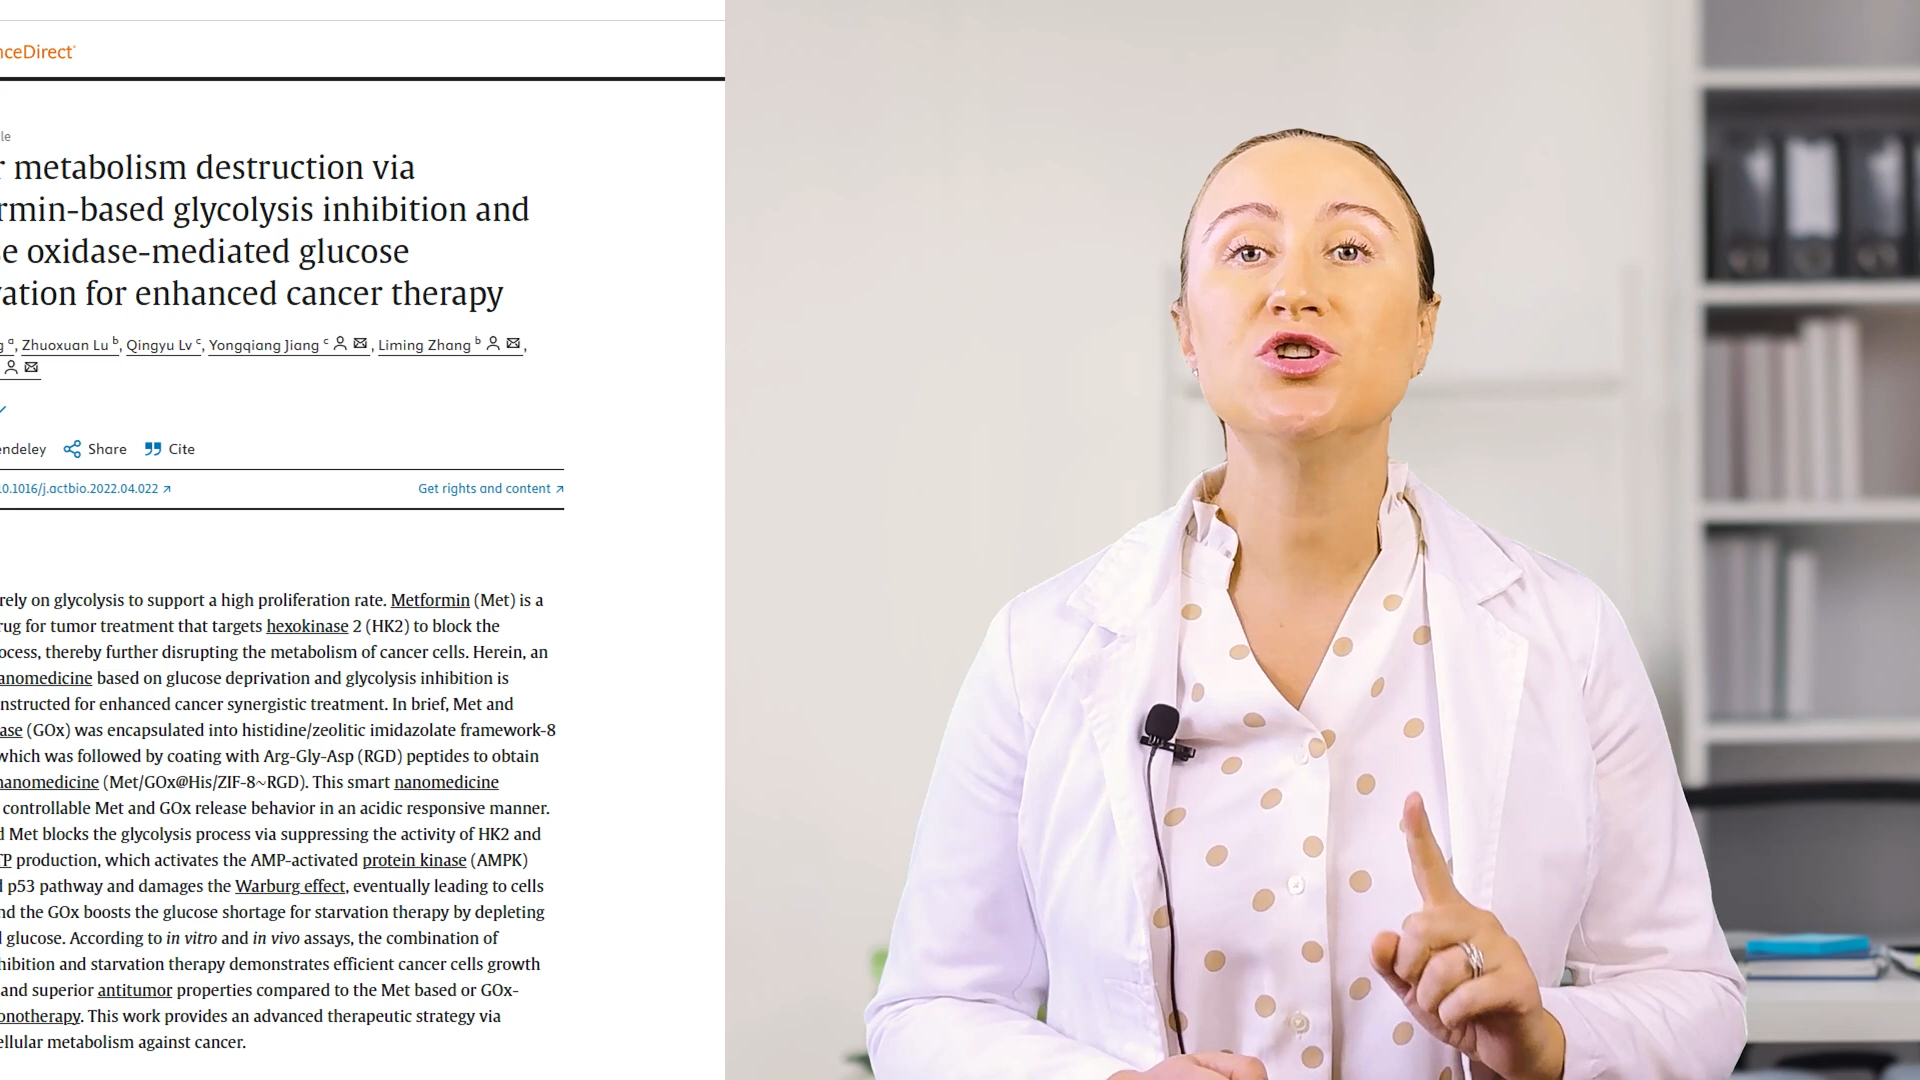 nceDirect
le
r metabolism destruction via
rmin-based glycolysis inhibition and
e oxidase-mediated glucose
vation for enhanced cancer therapy
g a, Zhuoxuan Lu b, Qingyu Lv c, Yongqiang Jiang c, Liming Zhang b,
endeley Share Cite
10.1016/j.actbio.2022.04.022
Get rights and content
rely on glycolysis to support a high proliferation rate. Metformin (Met) is a
rug for tumor treatment that targets hexokinase 2 (HK2) to block the
ocess, thereby further disrupting the metabolism of cancer cells. Herein, an
anomedicine based on glucose deprivation and glycolysis inhibition is
nstructed for enhanced cancer synergistic treatment. In brief, Met and
ase (GOx) was encapsulated into histidine/zeolitic imidazolate framework-8
which was followed by coating with Arg-Gly-Asp (RGD) peptides to obtain
nanomedicine (Met/GOx@His/ZIF-8~RGD). This smart nanomedicine
controllable Met and GOx release behavior in an acidic responsive manner.
d Met blocks the glycolysis process via suppressing the activity of HK2 and
TP production, which activates the AMP-activated protein kinase (AMPK)
d p53 pathway and damages the Warburg effect, eventually leading to cells
nd the GOx boosts the glucose shortage for starvation therapy by depleting
l glucose. According to in vitro and in vivo assays, the combination of
hibition and starvation therapy demonstrates efficient cancer cells growth
and superior antitumor properties compared to the Met based or GOx-
onotherapy. This work provides an advanced therapeutic strategy via
ellular metabolism against cancer.